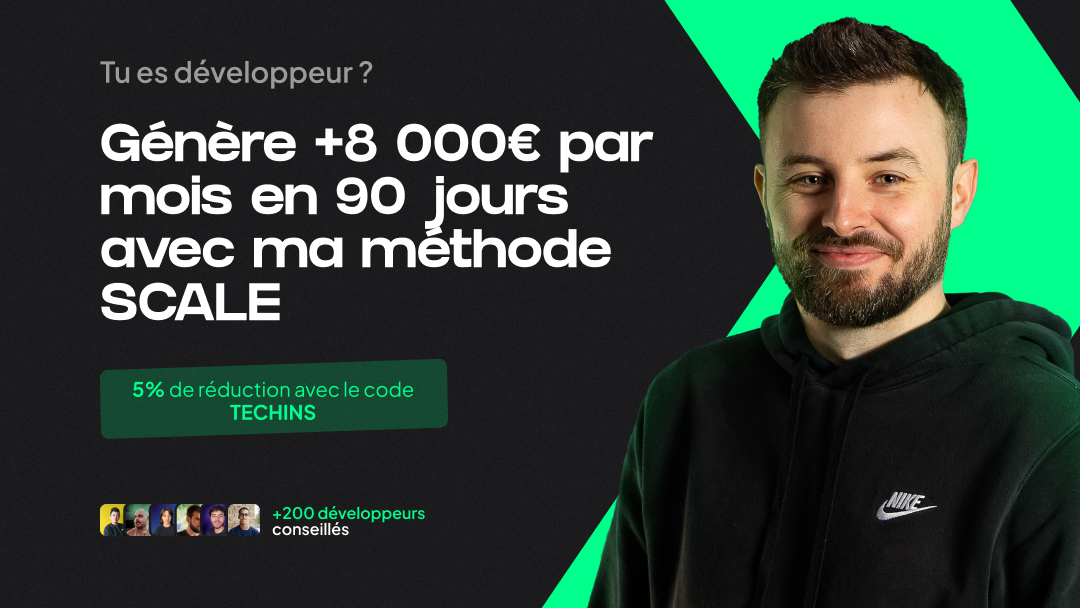 Tu es développeur ?
Génère +8 000€ par
mois en 90 jours
avec ma méthode
SCALE
5% de réduction avec le code
TECHINS
+200 développeurs
conseillés
NIKE